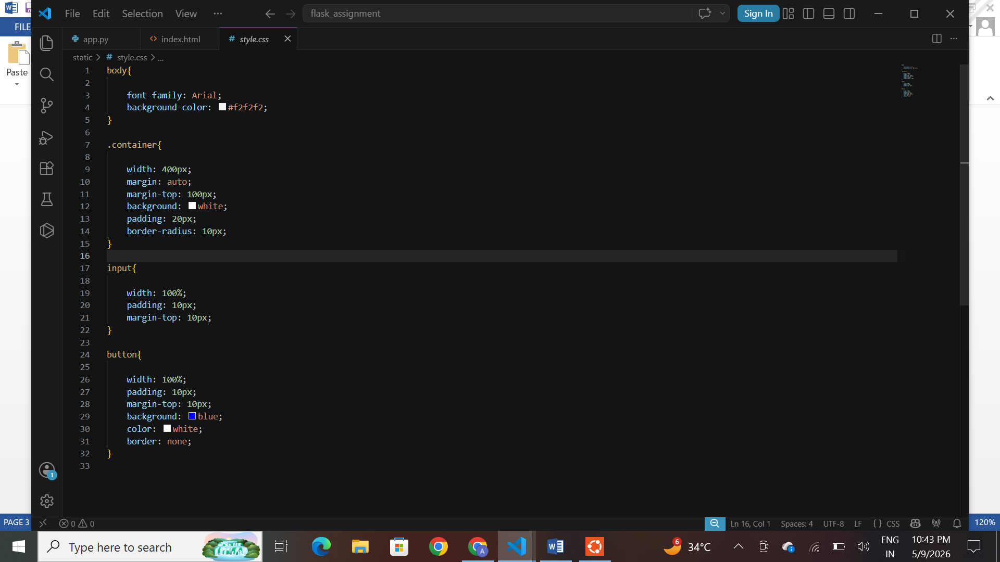 File Edit Selection View ··· flask_assignment Sign In
FILE
app.py index.html style.css
Paste
static > style.css > ...
1 body{
2
3 font-family: Arial;
4 background-color: #f2f2f2;
5 }
6
7 .container{
8
9 width: 400px;
10 margin: auto;
11 margin-top: 100px;
12 background: white;
13 padding: 20px;
14 border-radius: 10px;
15 }
16
17 input{
18
19 width: 100%;
20 padding: 10px;
21 margin-top: 10px;
22 }
23
24 button{
25
26 width: 100%;
27 padding: 10px;
28 margin-top: 10px;
29 background: blue;
30 color: white;
31 border: none;
32 }
33
1
PAGE 3 0 0 Ln 16, Col 1 Spaces: 4 UTF-8 LF { } CSS 120%
Type here to search A 6 34°C ENG 10:43 PM
IN 5/9/2026